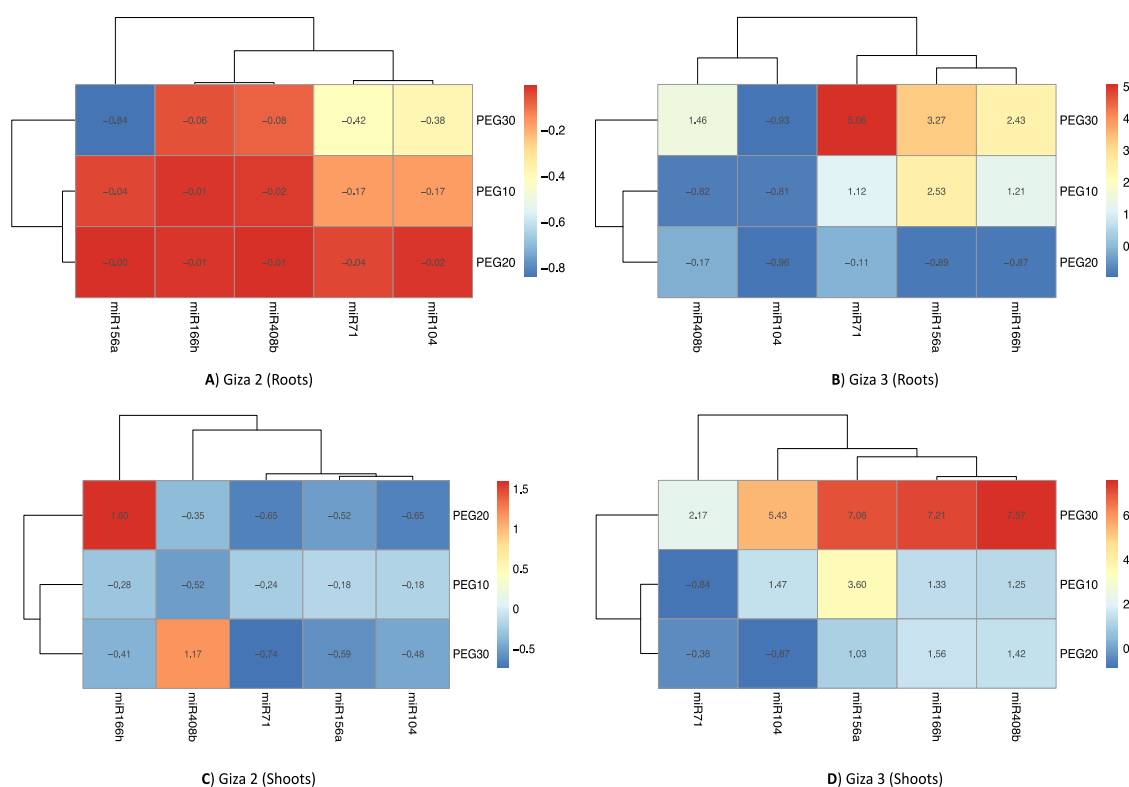 −0.84 −0.06 −0.08 −0.42 −0.38 PEG30
−0.04 −0.01 −0.02 −0.17 −0.17 PEG10
−0.00 −0.01 −0.01 −0.04 −0.02 PEG20
−0.2
−0.4
−0.6
−0.8
miR156a miR166h miR408b miR71 miR104
A) Giza 2 (Roots)
1.46 −0.93 5.06 3.27 2.43 PEG30
−0.82 −0.81 1.12 2.53 1.21 PEG10
−0.17 −0.96 −0.11 −0.89 −0.87 PEG20
5
4
3
2
1
0
miR408b miR104 miR71 miR156a miR166h
B) Giza 3 (Roots)
1.60 −0.35 −0.65 −0.52 −0.65 PEG20
−0.28 −0.52 −0.24 −0.18 −0.18 PEG10
−0.41 1.17 −0.74 −0.59 −0.48 PEG30
1.5
1
0.5
0
−0.5
miR166h miR408b miR71 miR156a miR104
C) Giza 2 (Shoots)
2.17 5.43 7.06 7.21 7.57 PEG30
−0.84 1.47 3.60 1.33 1.25 PEG10
−0.38 −0.87 1.03 1.56 1.42 PEG20
6
4
2
0
miR71 miR104 miR156a miR166h miR408b
D) Giza 3 (Shoots)